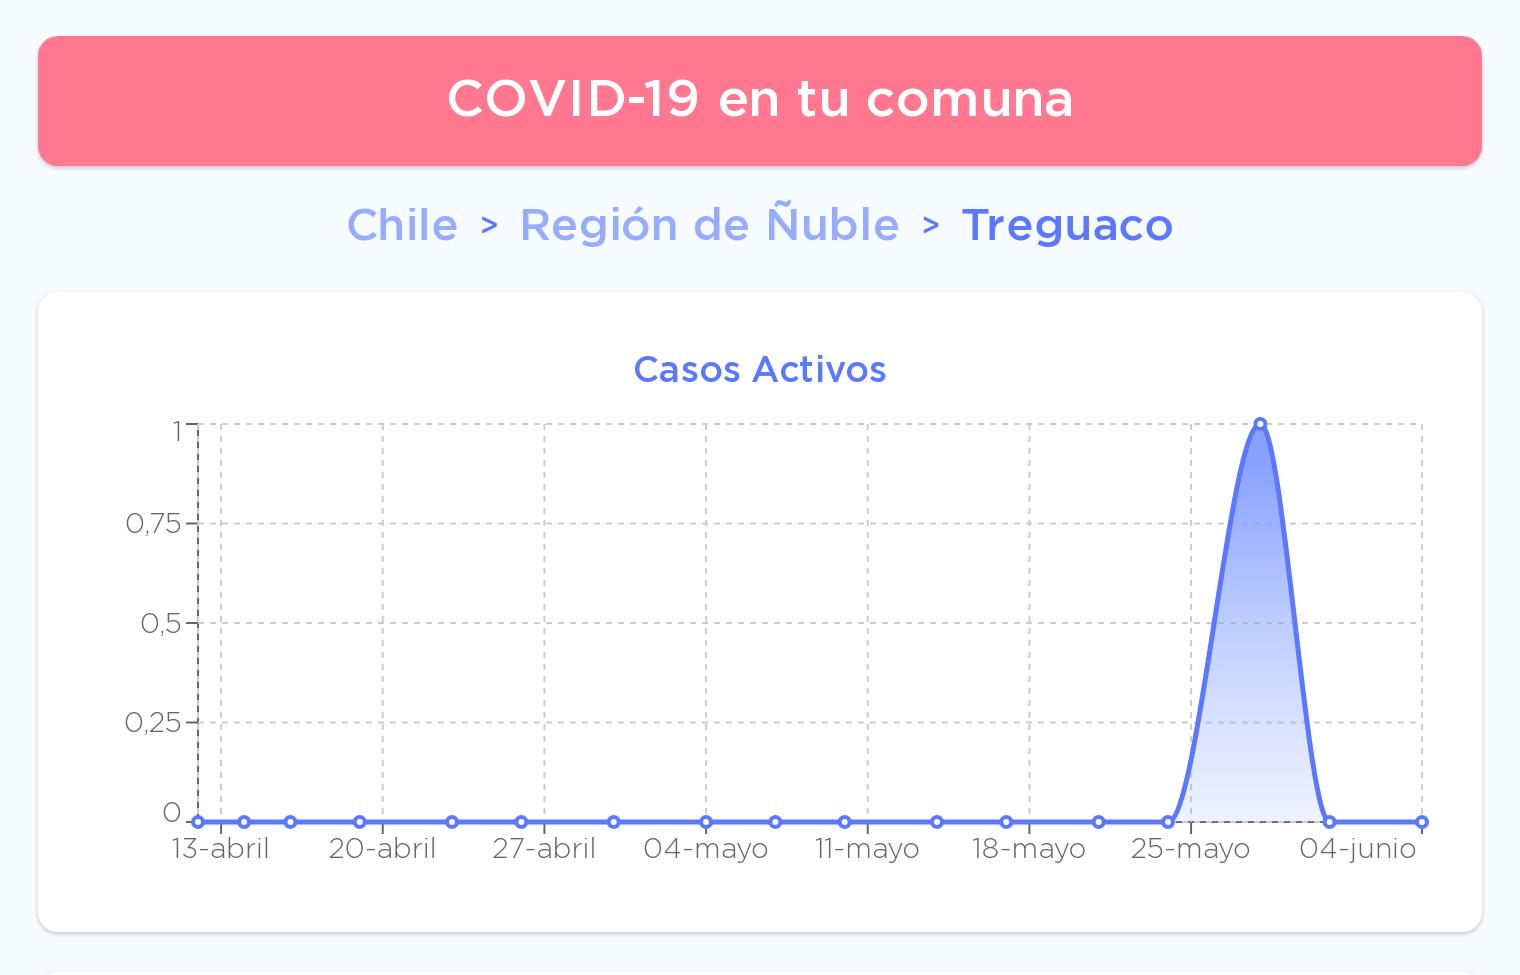 COVID-19 en tu comuna
Chile > Región de Ñuble > Treguaco
Casos Activos
1
0,75
0,5
0,25
0
13-abril 20-abril 27-abril 04-mayo 11-mayo 18-mayo 25-mayo 04-junio